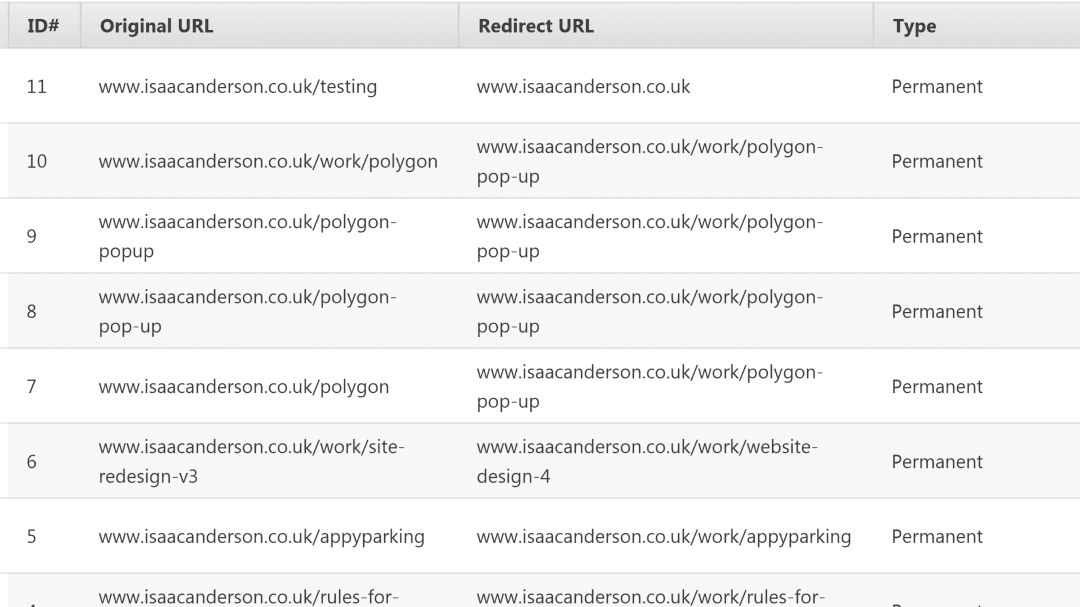 ID# Original URL Redirect URL Type
11 www.isaacanderson.co.uk/testing www.isaacanderson.co.uk Permanent
10 www.isaacanderson.co.uk/work/polygon www.isaacanderson.co.uk/work/polygon-
pop-up Permanent
9 www.isaacanderson.co.uk/polygon-
popup www.isaacanderson.co.uk/work/polygon-
pop-up Permanent
8 www.isaacanderson.co.uk/polygon-
pop-up www.isaacanderson.co.uk/work/polygon-
pop-up Permanent
7 www.isaacanderson.co.uk/polygon www.isaacanderson.co.uk/work/polygon-
pop-up Permanent
6 www.isaacanderson.co.uk/work/site-
redesign-v3 www.isaacanderson.co.uk/work/website-
design-4 Permanent
5 www.isaacanderson.co.uk/appyparking www.isaacanderson.co.uk/work/appyparking Permanent
www.isaacanderson.co.uk/rules-for- www.isaacanderson.co.uk/work/rules-for-